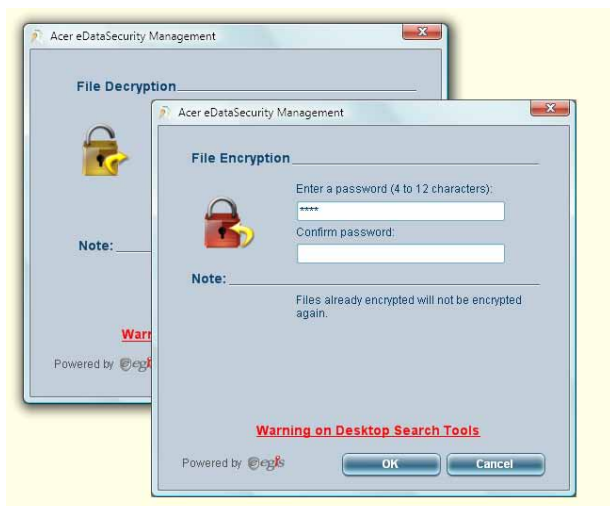 Acer eDataSecurity Management
File Decryption
Note:
Powered by egis
Acer eDataSecurity Management
File Encryption
Enter a password (4 to 12 characters):
****
Confirm password:
Note:
Files already encrypted will not be encrypted
again.
Warning on Desktop Search Tools
Powered by egis
OK
Cancel